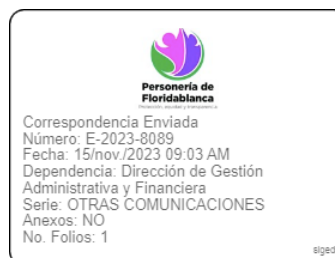 Personería de
Floridablanca
Correspondencia Enviada
Número: E-2023-8089
Fecha: 15/nov./2023 09:03 AM
Dependencia: Dirección de Gestión
Administrativa y Financiera
Serie: OTRAS COMUNICACIONES
Anexos: NO
No. Folios: 1